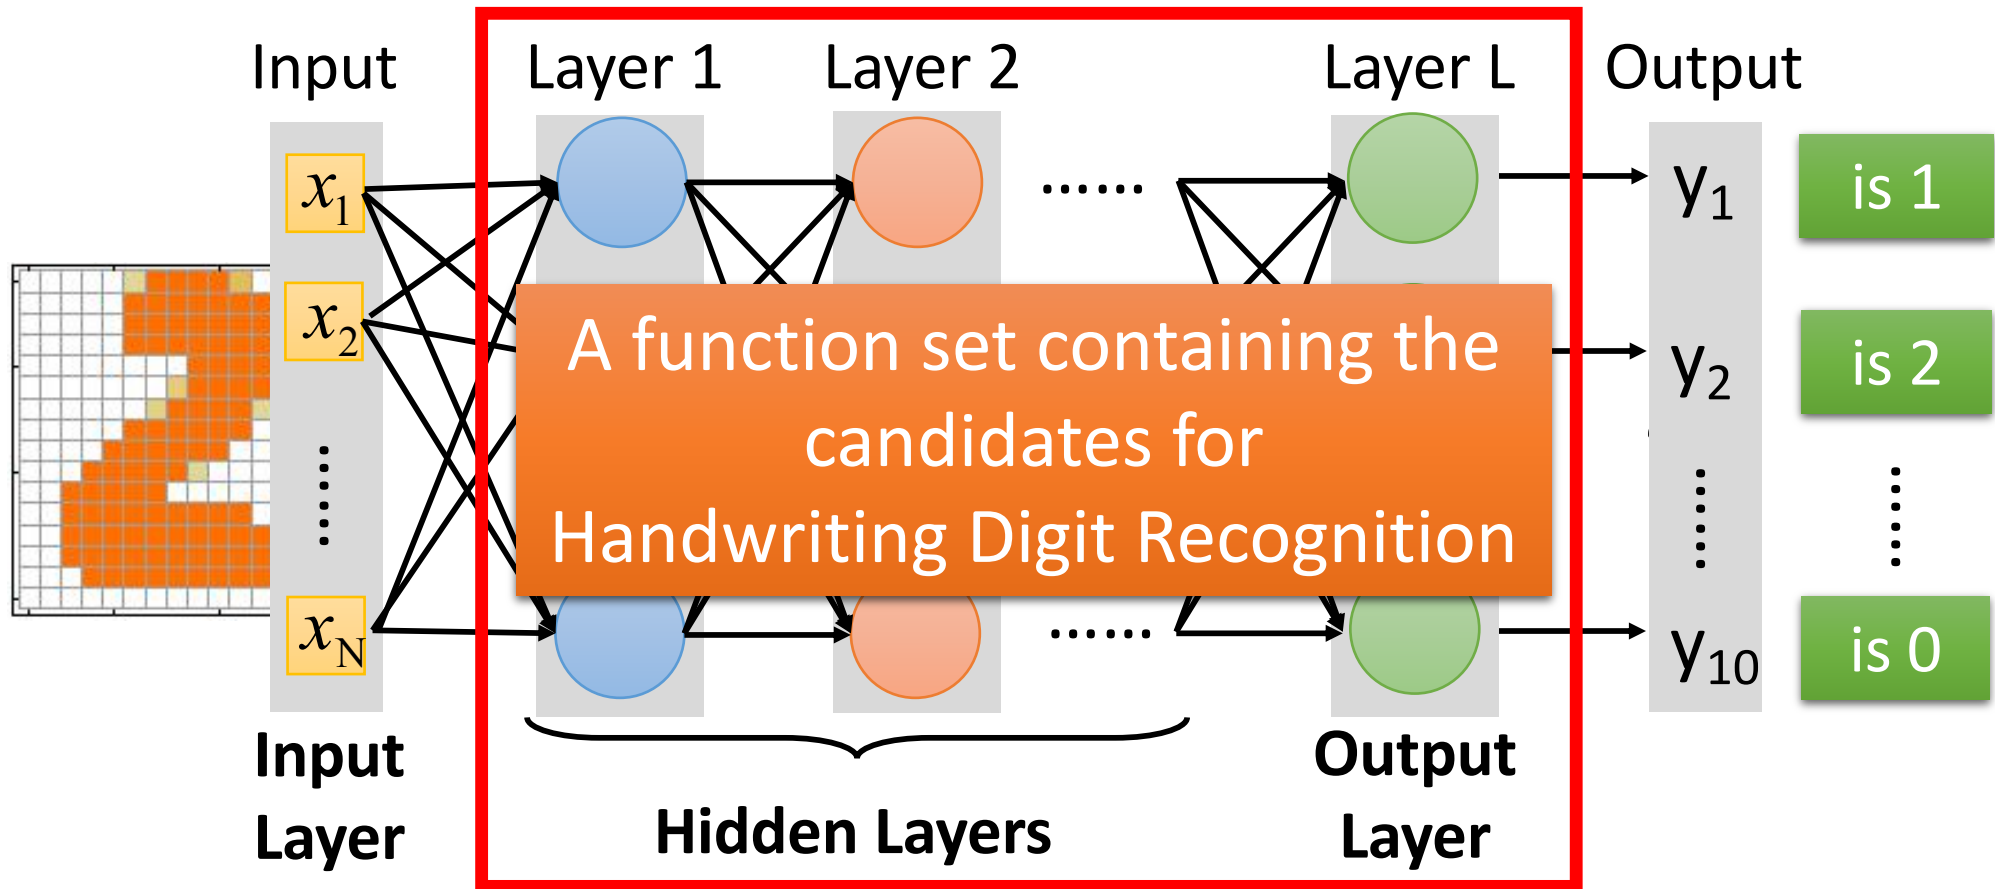 Input
Layer 1
Layer 2
Layer L
Output
x1
x2
xN
......
......
......
......
......
A function set containing the
candidates for
Handwriting Digit Recognition
y1
y2
y10
is 1
is 2
is 0
Input
Layer
Hidden Layers
Output
Layer